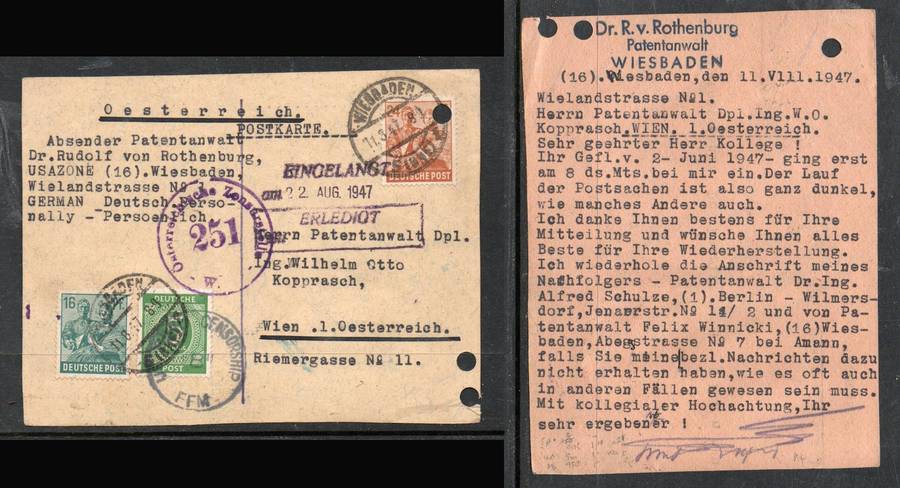 Oesterreich.
POSTKARTE.
Absender Patentanwalt
Dr.Rudolf von Rothenburg,
USAZONE (16).Wiesbaden,
Wielandstrasse No 1
GERMAN Deutsch Perso-
nally - Persoenlich
WIESBADEN
11.8.47
EINGELANGT
am 22. AUG. 1947
ERLEDIGT
Österreichische Zensurstelle
251
W.
DEUTSCHE POST
Herrn Patentanwalt Dpl.
Ing.Wilhelm Otto
Kopprasch,
Wien .1.Oesterreich.
Riemergasse No 11.
16
DEUTSCHE POST
DEUTSCHE
POST
CENSORSHIP
FFM
Dr. R. v. Rothenburg
Patentanwalt
WIESBADEN
(16).Wiesbaden,den 11.VIII.1947.
Wielandstrasse No1.
Herrn Patentanwalt Dpl.Ing.W.O.
Kopprasch.WIEN. 1.Oesterreich.
Sehr geehrter Herr Kollege !
Ihr Gefl.v. 2- Juni 1947- ging erst
am 8 ds.Mts.bei mir ein.Der Lauf
der Postsachen ist also ganz dunkel,
wie manches Andere auch.
Ich danke Ihnen bestens für Ihre
Mitteilung und wünsche Ihnen alles
Beste für Ihre Wiederherstellung.
Ich wiederhole die Anschrift meines
Nachfolgers - Patentanwalt Dr.Ing.
Alfred Schulze,(1).Berlin - Wilmers-
dorf,Jenaerstr.No 14/ 2 und von Pa-
tentanwalt Felix Winnicki,(16)Wies-
baden, No 7 bei Amann,
falls Sie meine bezl.Nachrichten dazu
nicht erhalten haben,wie es oft auch
in anderen Fällen gewesen sein muss.
Mit kollegialer Hochachtung,Ihr
sehr ergebener !